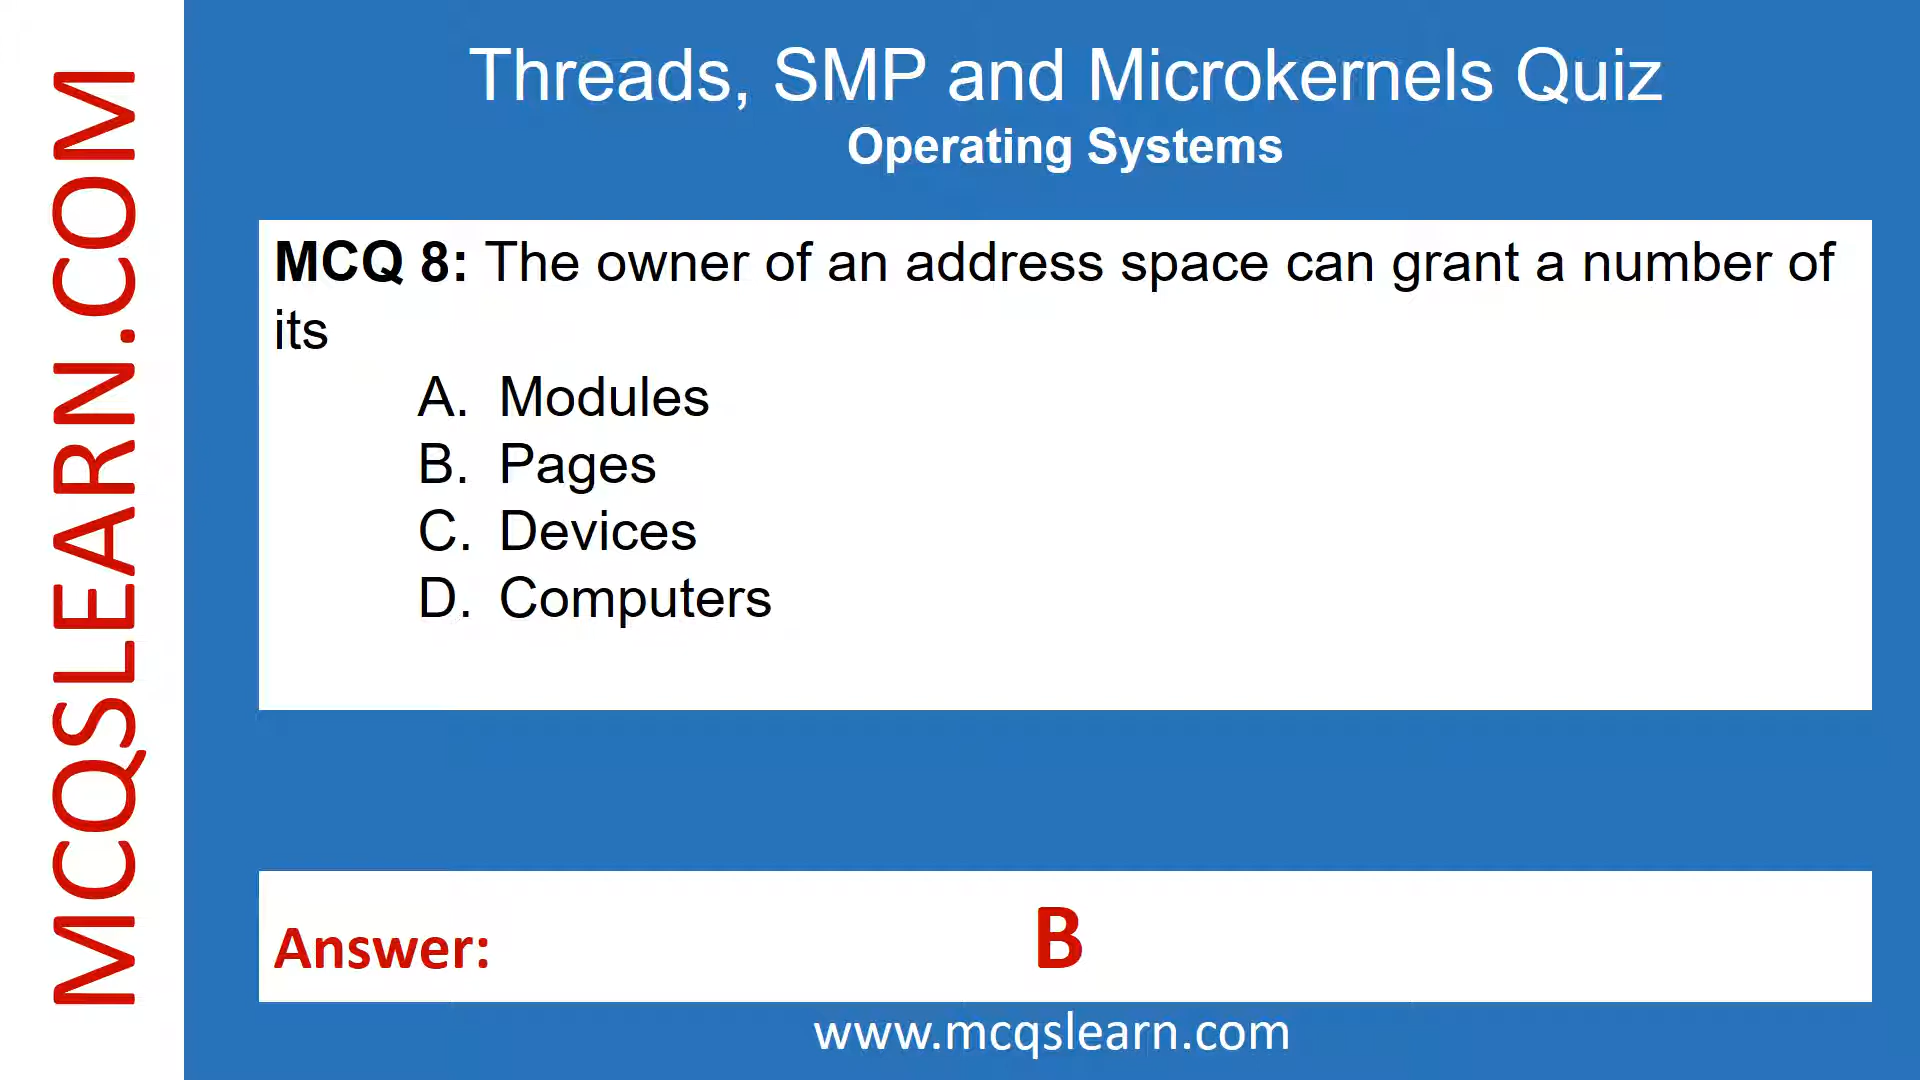 MCQSLEARN.COM
Threads, SMP and Microkernels Quiz
Operating Systems
MCQ 8: The owner of an address space can grant a number of
its
A. Modules
B. Pages
C. Devices
D. Computers
Answer: B
www.mcqslearn.com